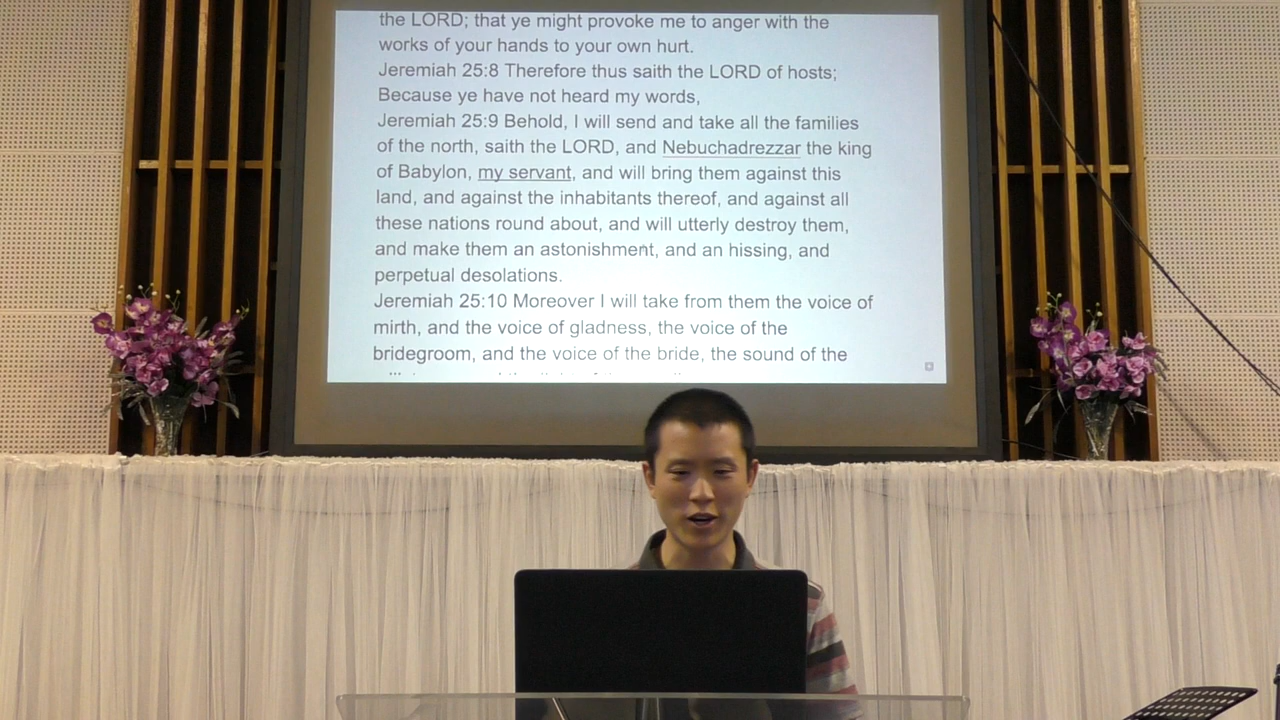 the LORD; that ye might provoke me to anger with the
works of your hands to your own hurt.
Jeremiah 25:8 Therefore thus saith the LORD of hosts;
Because ye have not heard my words,
Jeremiah 25:9 Behold, I will send and take all the families
of the north, saith the LORD, and Nebuchadrezzar the king
of Babylon, my servant, and will bring them against this
land, and against the inhabitants thereof, and against all
these nations round about, and will utterly destroy them,
and make them an astonishment, and an hissing, and
perpetual desolations.
Jeremiah 25:10 Moreover I will take from them the voice of
mirth, and the voice of gladness, the voice of the
bridegroom, and the voice of the bride, the sound of the